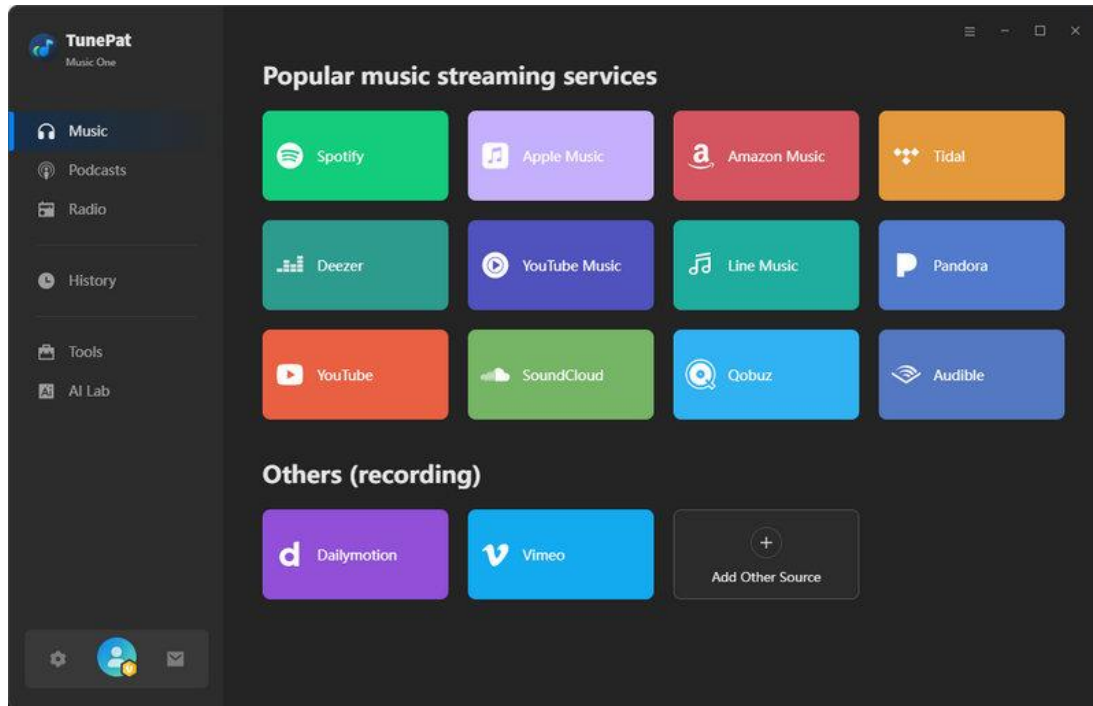 TunePat
Music One
Music
Podcasts
Radio
History
Tools
AI Lab
Popular music streaming services
Spotify
Apple Music
Amazon Music
Tidal
Deezer
YouTube Music
Line Music
Pandora
YouTube
SoundCloud
Qobuz
Audible
Others (recording)
Dailymotion
Vimeo
Add Other Source